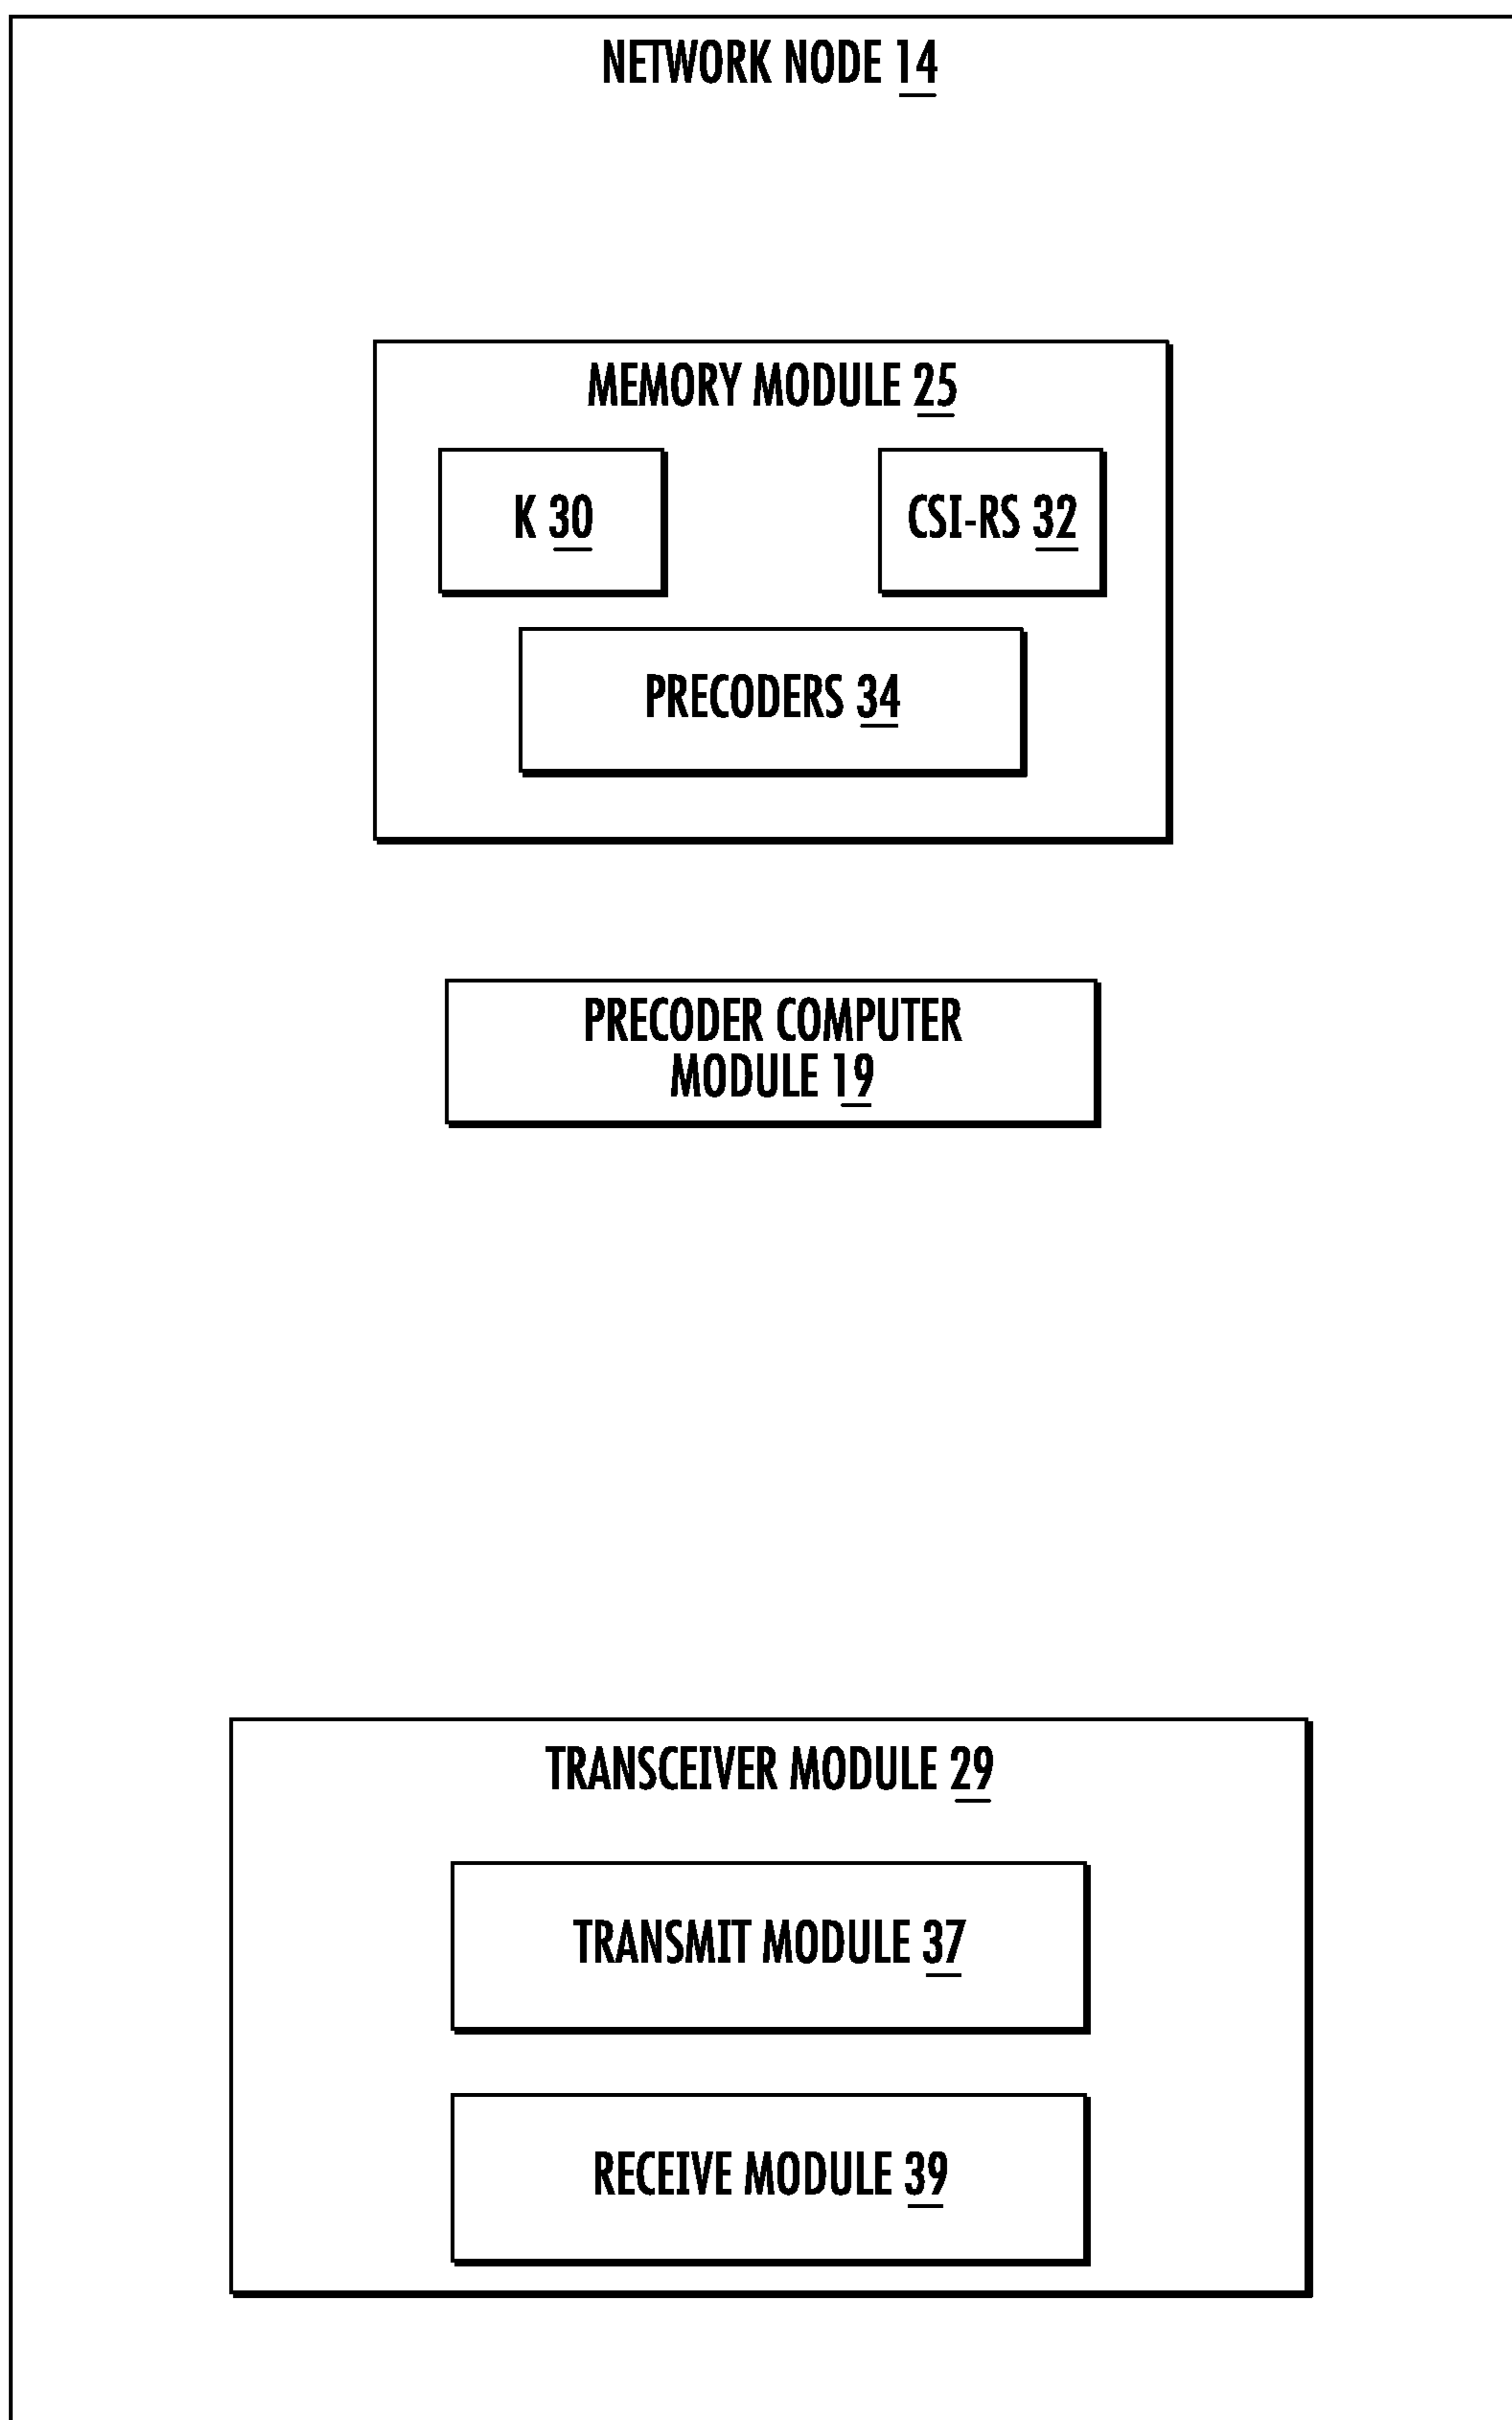 NETWORK NODE 14
MEMORY MODULE 25
K 30
CSI-RS 32
PRECODERS 34
PRECODER COMPUTER
MODULE 19
TRANSCEIVER MODULE 29
TRANSMIT MODULE 37
RECEIVE MODULE 39